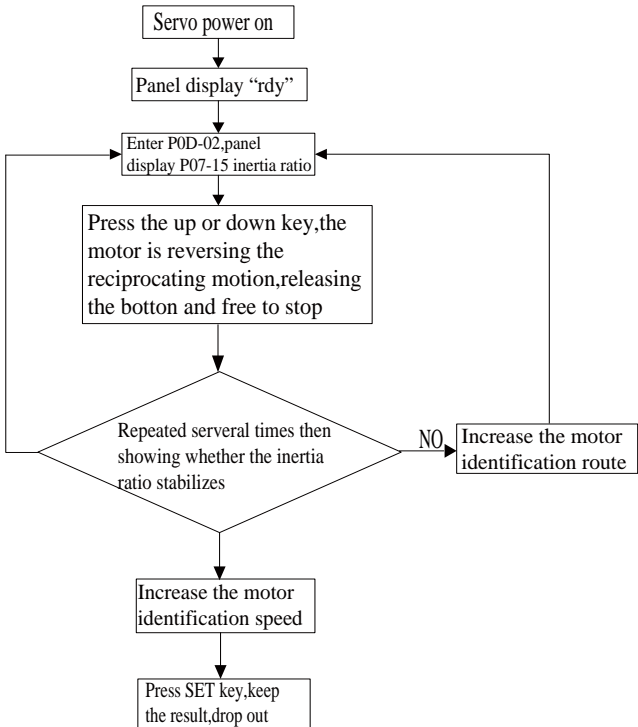 Servo power on
Panel display “rdy”
Enter P0D-02,panel
display P07-15 inertia ratio
Press the up or down key,the
motor is reversing the
reciprocating motion,releasing
the botton and free to stop
Repeated serveral times then
showing whether the inertia
ratio stabilizes
NO
Increase the motor
identification route
Increase the motor
identification speed
Press SET key,keep
the result,drop out